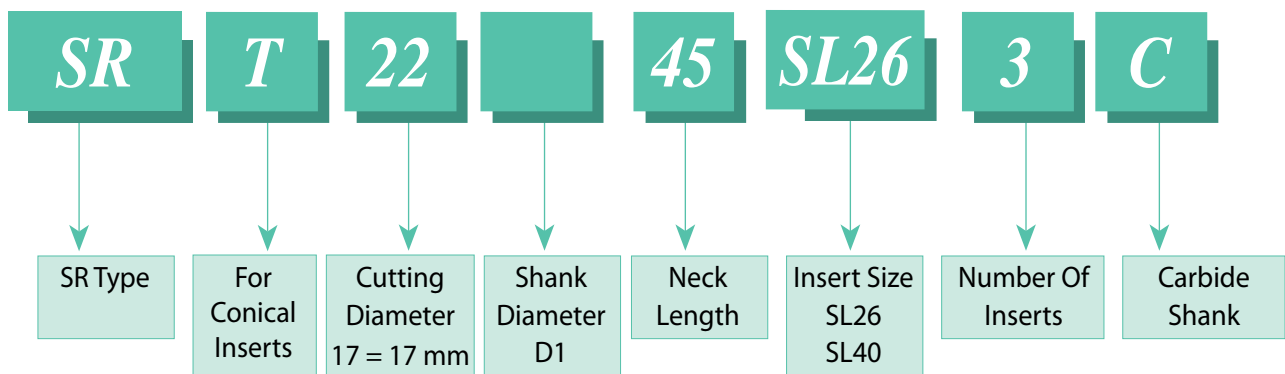 SR T 22 45 SL26 3 C
SR Type
For
Conical
Inserts
Cutting
Diameter
17 = 17 mm
Shank
Diameter
D1
Neck
Length
Insert Size
SL26
SL40
Number Of
Inserts
Carbide
Shank